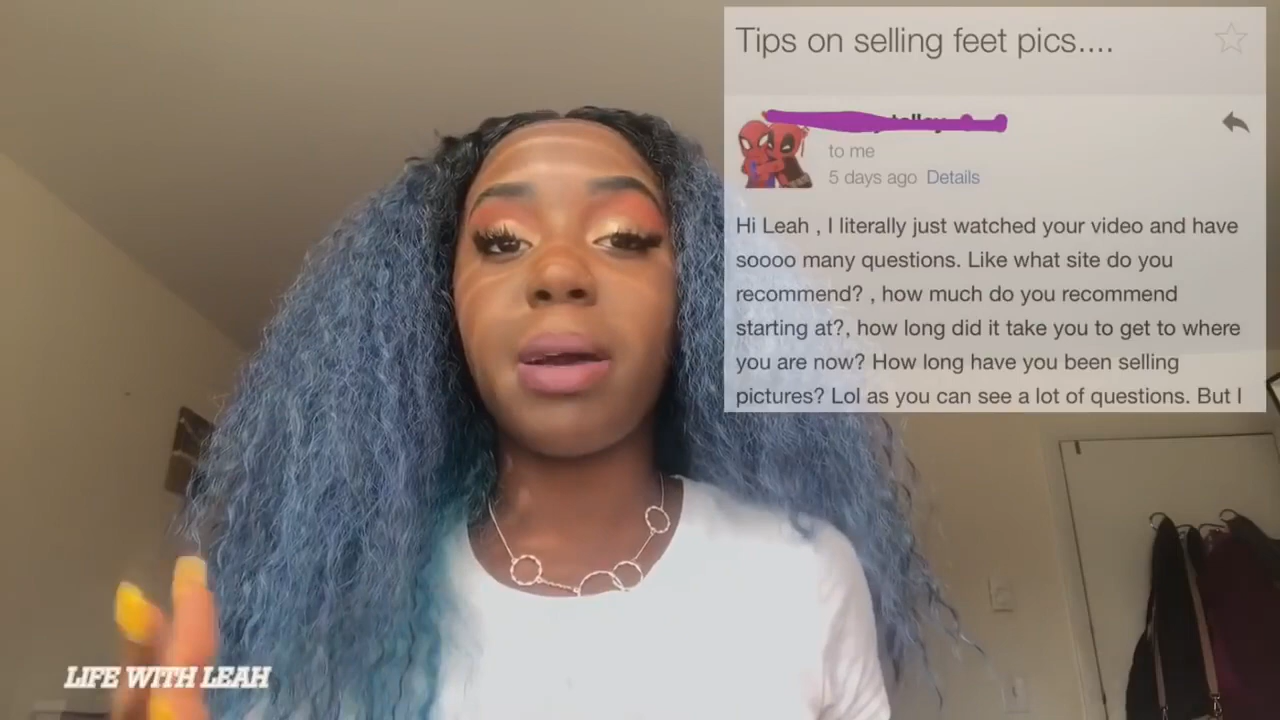 Tips on selling feet pics....
to me
5 days ago Details
Hi Leah , I literally just watched your video and have
soooo many questions. Like what site do you
recommend? , how much do you recommend
starting at?, how long did it take you to get to where
you are now? How long have you been selling
pictures? Lol as you can see a lot of questions. But I
LIFE WITH LEAH